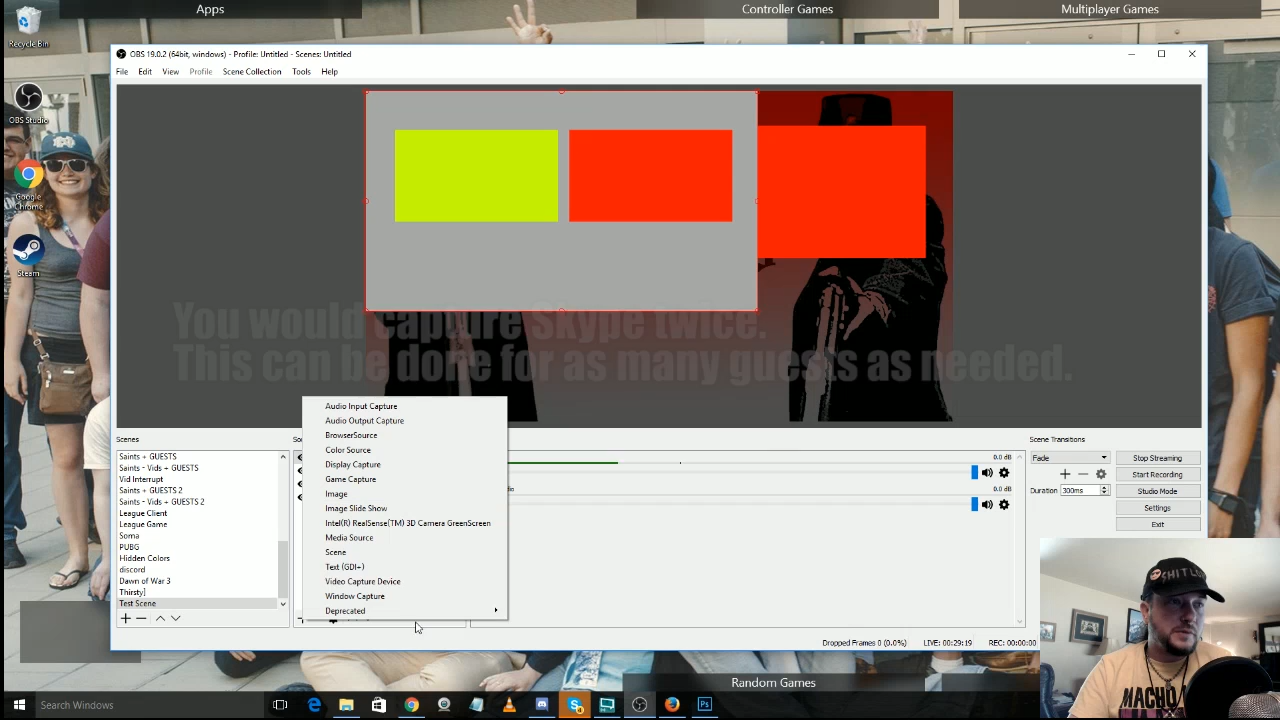 Apps
Controller Games
Multiplayer Games
Recycle Bin
OBS 19.0.2 (64bit, windows) - Profile: Untitled - Scenes: Untitled
File Edit View Profile Scene Collection Tools Help
OBS Studio
Google Chrome
Steam
You would capture Skype twice.
This can be done for as many guests as needed.
Scenes
Saints + GUESTS
Saints - Vids + GUESTS
Vid Interrupt
Saints + GUESTS 2
Saints - Vids + GUESTS 2
League Client
League Game
Soma
PUBG
Hidden Colors
discord
Dawn of War 3
Thirsty]
Test Scene
Audio Input Capture
Audio Output Capture
BrowserSource
Color Source
Display Capture
Game Capture
Image
Image Slide Show
Intel(R) RealSense(TM) 3D Camera GreenScreen
Media Source
Scene
Text (GDI+)
Video Capture Device
Window Capture
Deprecated
0.0 dB
0.0 dB
Scene Transitions
Fade
Duration 300ms
Stop Streaming
Start Recording
Studio Mode
Settings
Exit
Dropped Frames 0 (0.0%) LIVE: 00:29:19 REC: 00:00:00
MACHO
Random Games
Search Windows